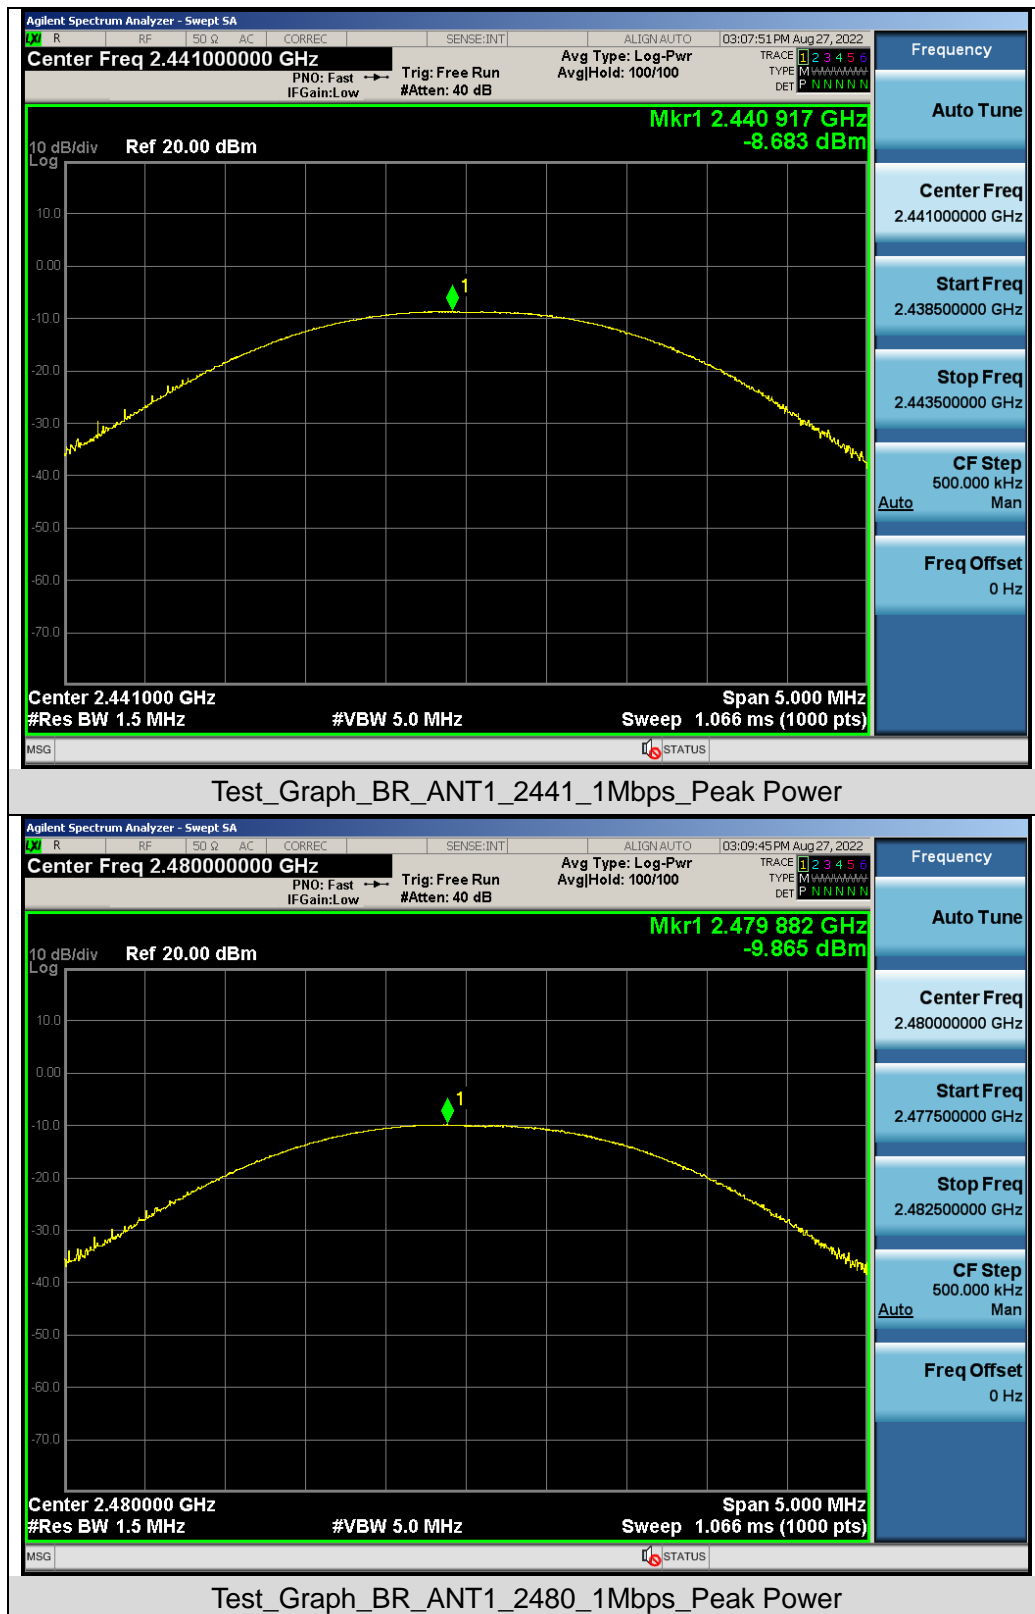 Agilent Spectrum Analyzer - Swept SA
LXI R RF 50 Ω AC CORREC SENSE:INT ALIGN AUTO 03:07:51 PM Aug 27, 2022
Center Freq 2.441000000 GHz
PNO: Fast
IFGain:Low
Trig: Free Run
#Atten: 40 dB
Avg Type: Log-Pwr
Avg|Hold: 100/100
TRACE 1 2 3 4 5 6
TYPE M WWWWW
DET P N N N N N
Mkr1 2.440 917 GHz
-8.683 dBm
10 dB/div Ref 20.00 dBm
Log
10.0
0.00
1
-10.0
-20.0
-30.0
-40.0
-50.0
-60.0
-70.0
Center 2.441000 GHz Span 5.000 MHz
#Res BW 1.5 MHz #VBW 5.0 MHz Sweep 1.066 ms (1000 pts)
MSG STATUS
Frequency
Auto Tune
Center Freq
2.441000000 GHz
Start Freq
2.438500000 GHz
Stop Freq
2.443500000 GHz
CF Step
500.000 kHz
Auto Man
Freq Offset
0 Hz
Test_Graph_BR_ANT1_2441_1Mbps_Peak Power
Agilent Spectrum Analyzer - Swept SA
LXI R RF 50 Ω AC CORREC SENSE:INT ALIGN AUTO 03:09:45 PM Aug 27, 2022
Center Freq 2.480000000 GHz
PNO: Fast
IFGain:Low
Trig: Free Run
#Atten: 40 dB
Avg Type: Log-Pwr
Avg|Hold: 100/100
TRACE 1 2 3 4 5 6
TYPE M WWWWW
DET P N N N N N
Mkr1 2.479 882 GHz
-9.865 dBm
10 dB/div Ref 20.00 dBm
Log
10.0
0.00
1
-10.0
-20.0
-30.0
-40.0
-50.0
-60.0
-70.0
Center 2.480000 GHz Span 5.000 MHz
#Res BW 1.5 MHz #VBW 5.0 MHz Sweep 1.066 ms (1000 pts)
MSG STATUS
Frequency
Auto Tune
Center Freq
2.480000000 GHz
Start Freq
2.477500000 GHz
Stop Freq
2.482500000 GHz
CF Step
500.000 kHz
Auto Man
Freq Offset
0 Hz
Test_Graph_BR_ANT1_2480_1Mbps_Peak Power